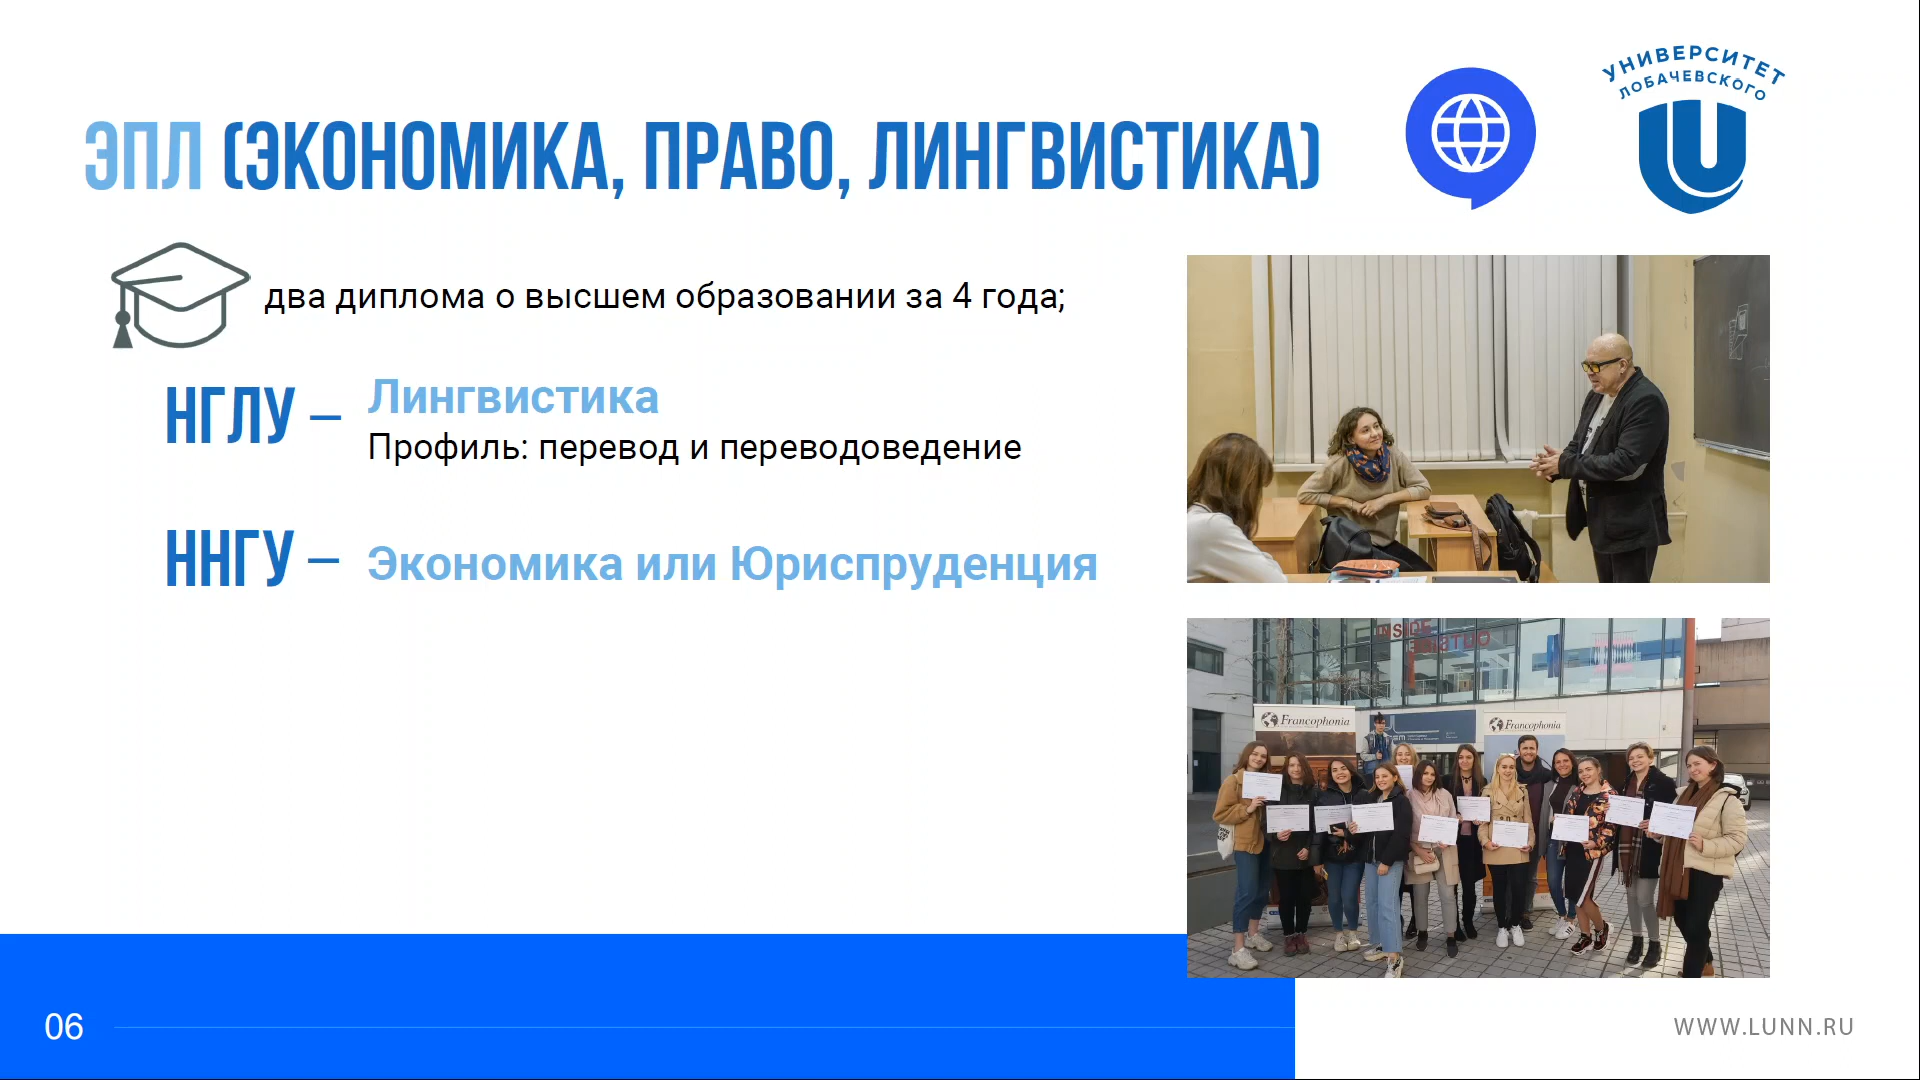 УНИВЕРСИТЕТ
ЛОБАЧЕВСКОГО
ЭПЛ (ЭКОНОМИКА, ПРАВО, ЛИНГВИСТИКА)
два диплома о высшем образовании за 4 года;
НГЛУ – Лингвистика
Профиль: перевод и переводоведение
ННГУ – Экономика или Юриспруденция
INSIDE
Francophonia
Francophonia
06
WWW.LUNN.RU